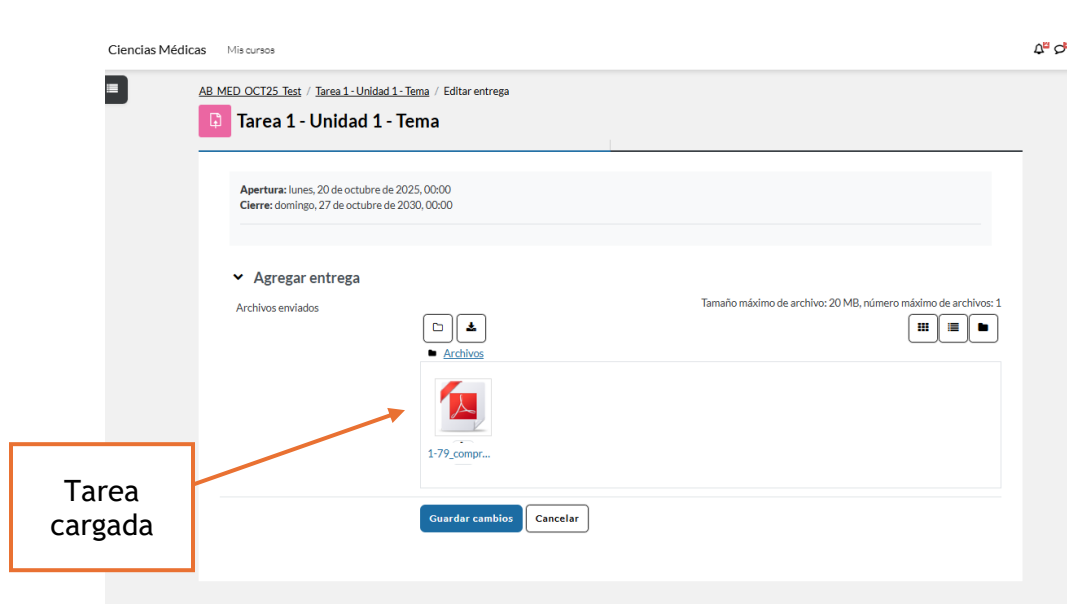 Ciencias Médicas Mis cursos
AB_MED_OCT25_Test / Tarea 1 - Unidad 1 - Tema / Editar entrega
Tarea 1 - Unidad 1 - Tema
Apertura: lunes, 20 de octubre de 2025, 00:00
Cierre: domingo, 27 de octubre de 2030, 00:00
Agregar entrega
Archivos enviados
Tamaño máximo de archivo: 20 MB, número máximo de archivos: 1
Archivos
1-79_compr...
Tarea
cargada
Guardar cambios Cancelar